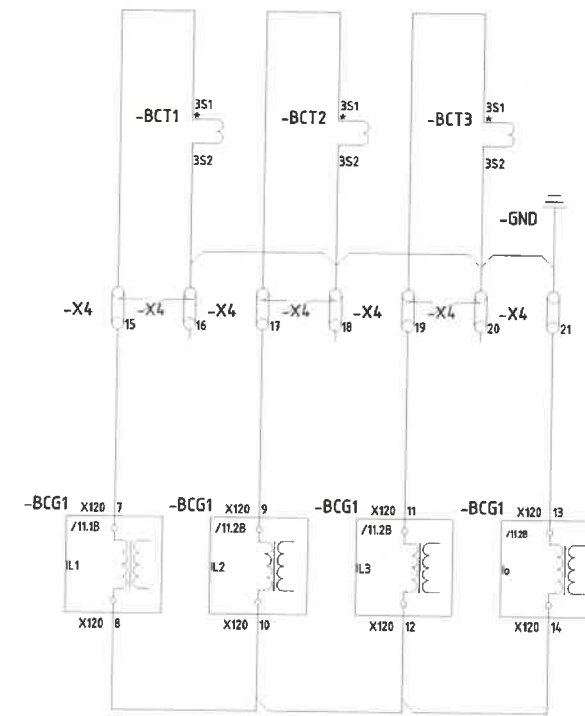 3S1 3S1 3S1
-BCT1 * -BCT2 * -BCT3 *
3S2 3S2 3S2
-GND
-X4 15 -X4 16 -X4 17 -X4 18 -X4 19 -X4 20 -X4 21
-BCG1 X120 7 -BCG1 X120 9 -BCG1 X120 11 -BCG1 X120 13
/11.1B /11.2B /11.2B /11.2B
IL1 IL2 IL3 Io
X120 8 X120 10 X120 12 X120 14